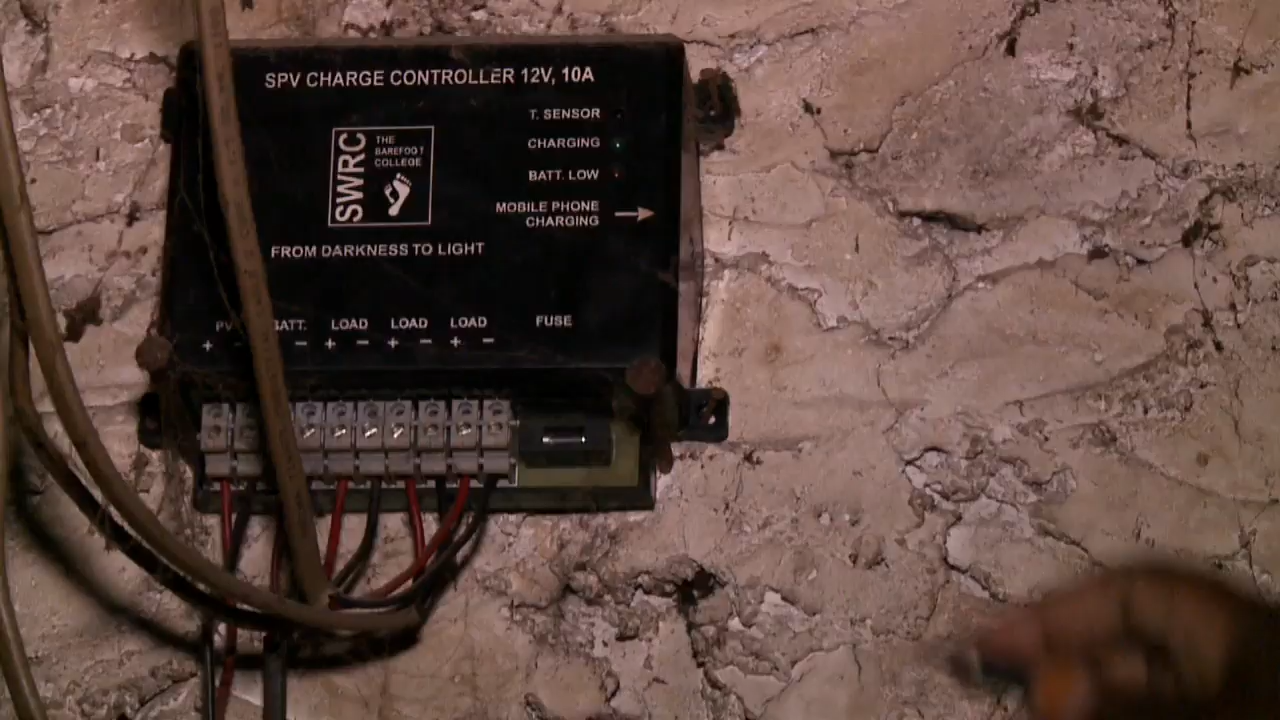 SPV CHARGE CONTROLLER 12V, 10A
T. SENSOR
CHARGING
BATT. LOW
MOBILE PHONE
CHARGING
SWRC
THE
BAREFOOT
COLLEGE
FROM DARKNESS TO LIGHT
PV BATT. LOAD LOAD LOAD FUSE
+ - - + - + - + -